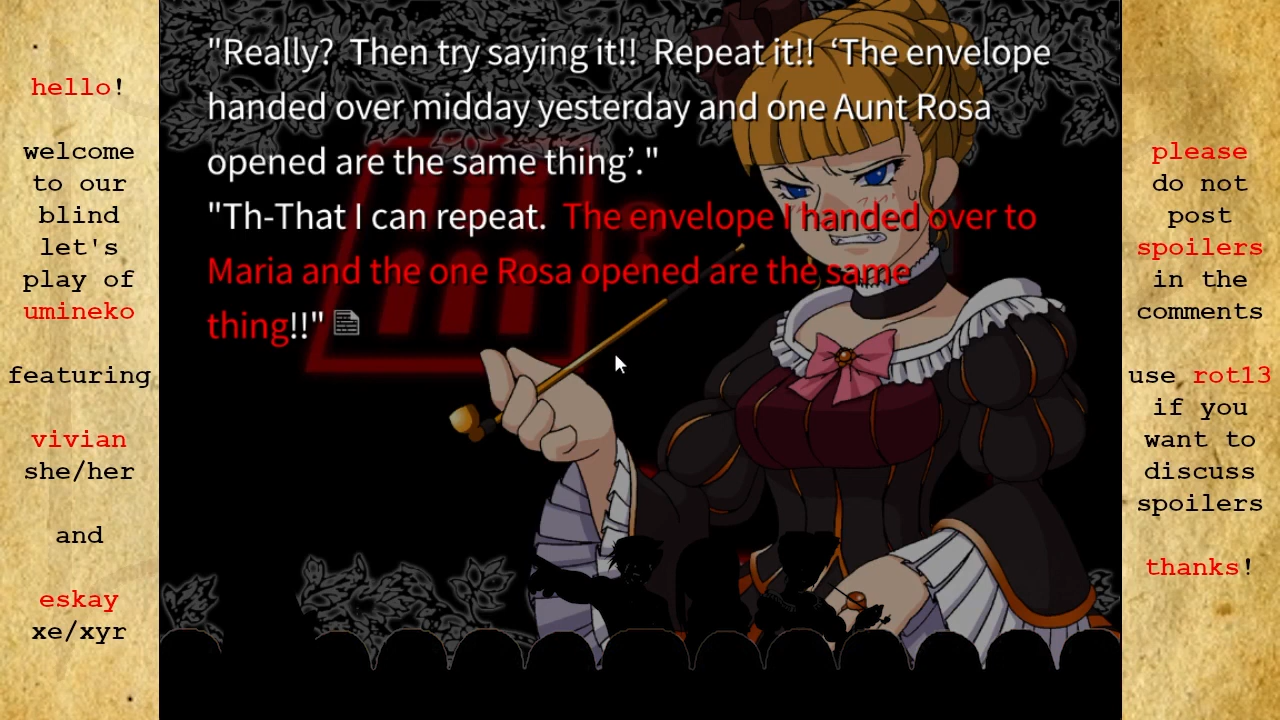 hello!
welcome
to our
blind
let's
play of
umineko
featuring
vivian
she/her
and
eskay
xe/xyr
"Really?  Then try saying it!!  Repeat it!!  ‘The envelope
handed over midday yesterday and one Aunt Rosa
opened are the same thing’."
"Th-That I can repeat.  The envelope I handed over to
Maria and the one Rosa opened are the same
thing!!"
please
do not
post
spoilers
in the
comments
use rot13
if you
want to
discuss
spoilers
thanks!